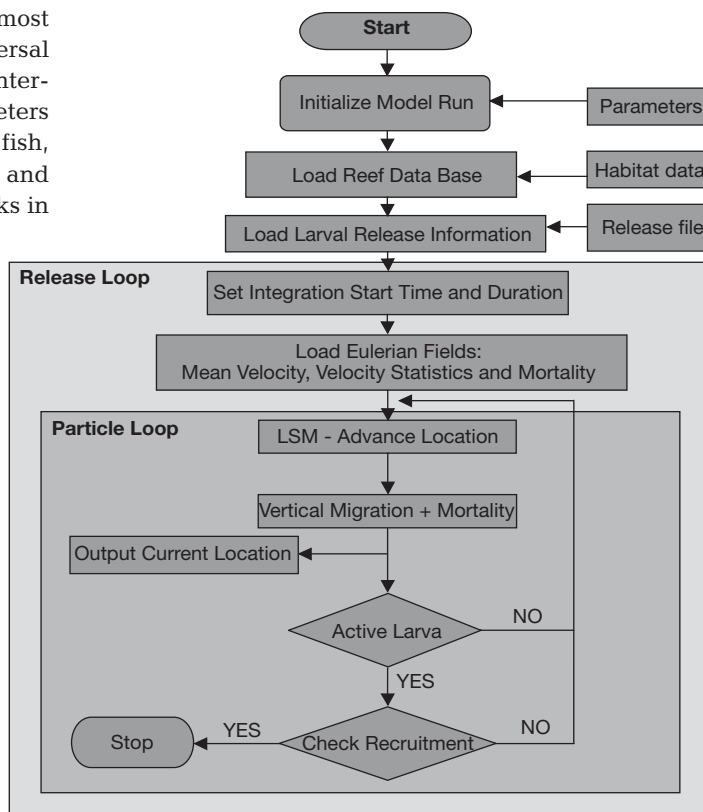 most
ersal
nter-
eters
fish,
and
ks in
Start
Initialize Model Run
Parameters
Load Reef Data Base
Habitat data
Load Larval Release Information
Release file
Release Loop
Set Integration Start Time and Duration
Load Eulerian Fields:
Mean Velocity, Velocity Statistics and Mortality
Particle Loop
LSM - Advance Location
Vertical Migration + Mortality
Output Current Location
Active Larva
NO
YES
Stop
YES
Check Recruitment
NO